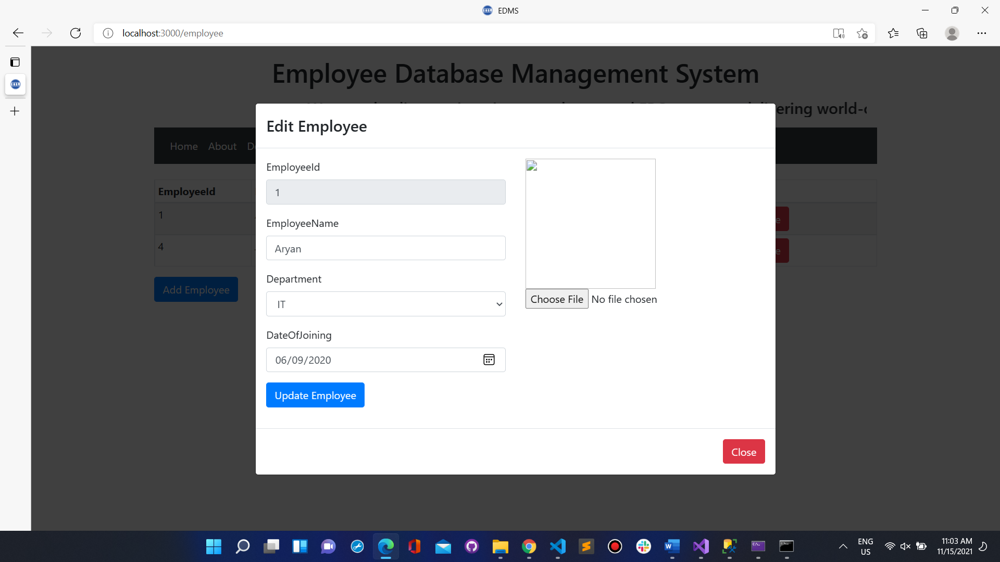 EDMS
localhost:3000/employee
Employee Database Management System
ering world-
Edit Employee
Home About
EmployeeId
1
EmployeeName
Aryan
Department
IT
DateOfJoining
06/09/2020
Update Employee
Choose File No file chosen
Close
EmployeeId
1
4
Add Employee
ENG
US
11:03 AM
11/15/2021